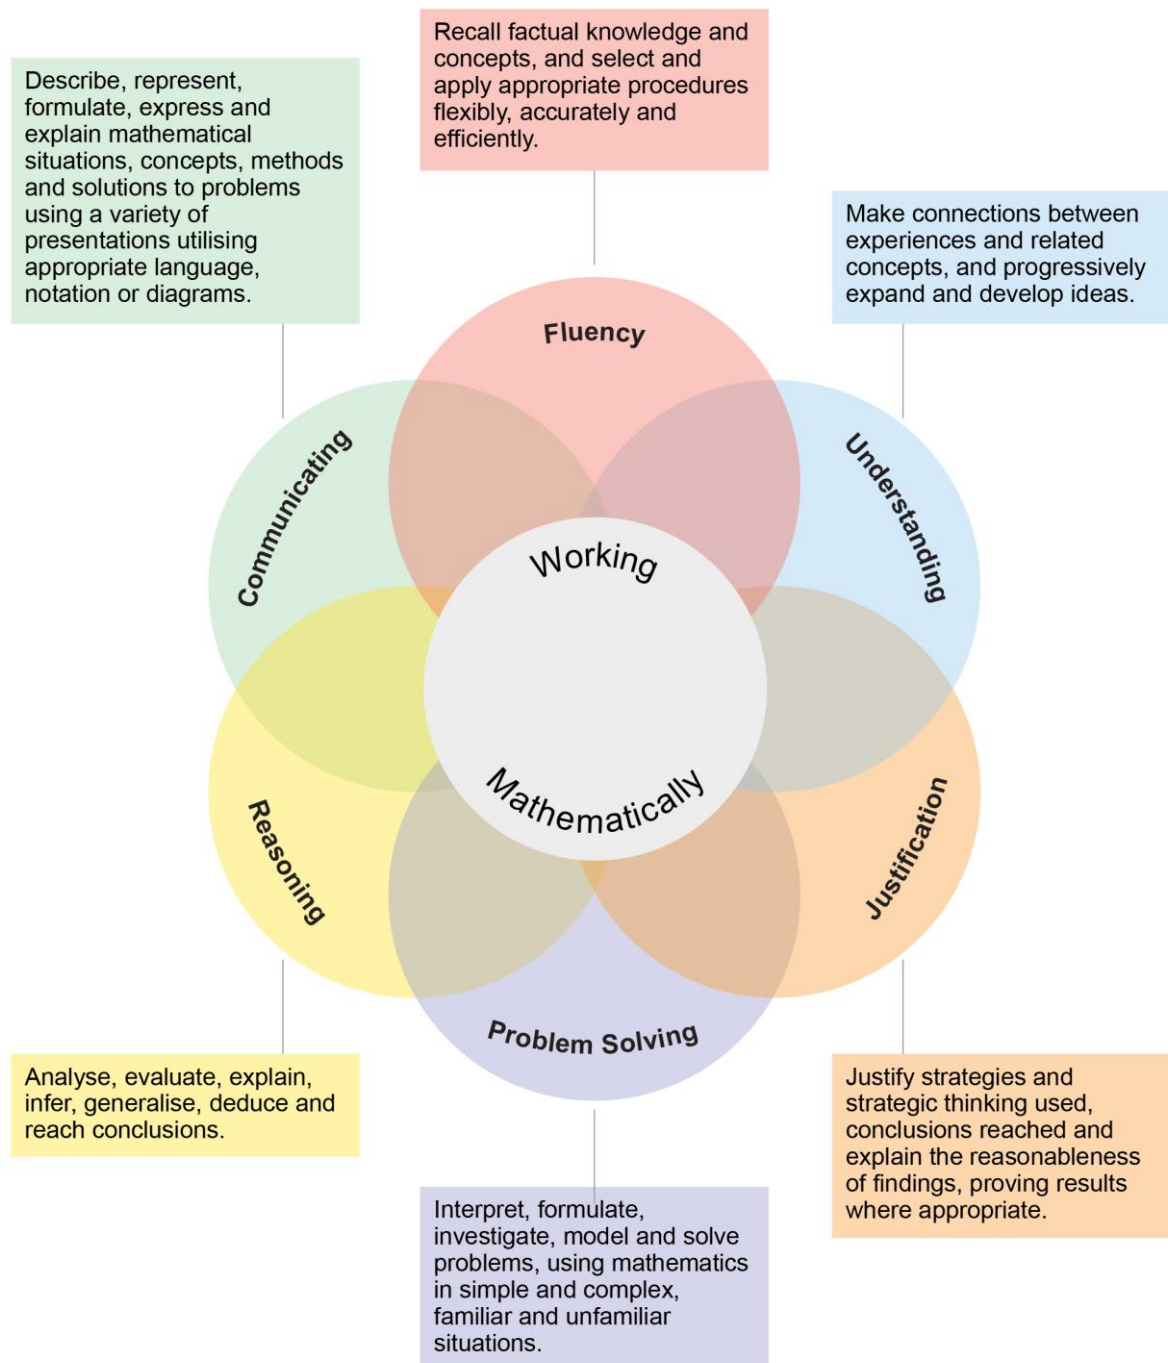 Recall factual knowledge and
concepts, and select and
apply appropriate procedures
flexibly, accurately and
efficiently.
Describe, represent,
formulate, express and
explain mathematical
situations, concepts, methods
and solutions to problems
using a variety of
presentations utilising
appropriate language,
notation or diagrams.
Make connections between
experiences and related
concepts, and progressively
expand and develop ideas.
Fluency
Communicating
Understanding
Working
Mathematically
Reasoning
Justification
Problem Solving
Analyse, evaluate, explain,
infer, generalise, deduce and
reach conclusions.
Justify strategies and
strategic thinking used,
conclusions reached and
explain the reasonableness
of findings, proving results
where appropriate.
Interpret, formulate,
investigate, model and solve
problems, using mathematics
in simple and complex,
familiar and unfamiliar
situations.